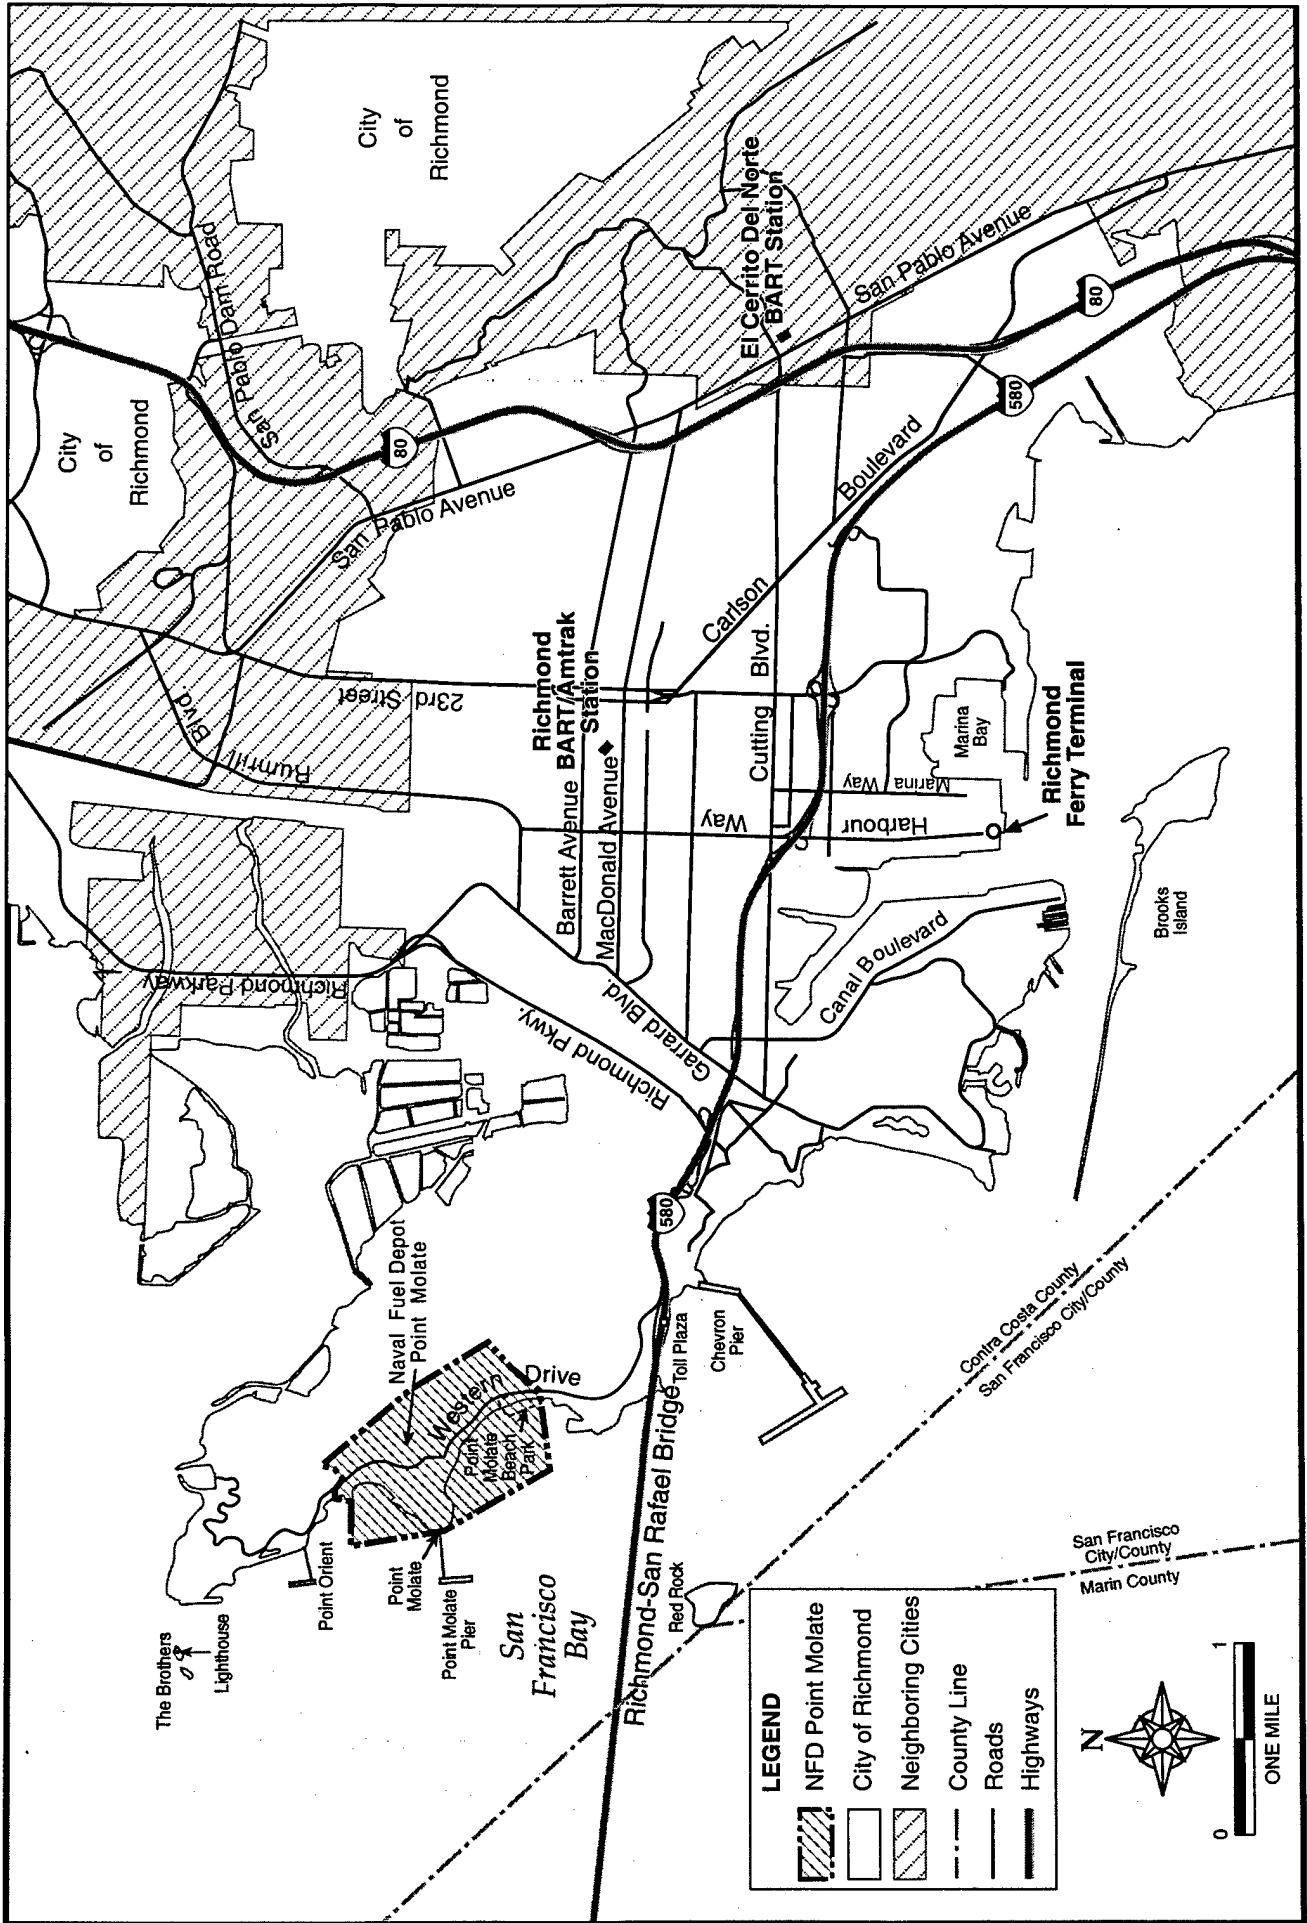 City
of
Richmond
City
of
Richmond
San Pablo Dam Road
80
San Pablo Avenue
El Cerrito Del Norte
BART Station
San Pablo Avenue
80
580
Boulevard
Carlson
Blvd.
Cutting
23rd Street
Blvd
Rumrill
Richmond
BART/Amtrak
Station
Barrett Avenue
MacDonald Avenue
Way
Harbour
Marina Way
Marina
Bay
Richmond
Ferry Terminal
Richmond Parkway
Richmond Pkwy.
Garrard Blvd.
Canal Boulevard
Brooks
Island
580
Naval Fuel Depot
Point Molate
Western
Drive
Point
Molate
Beach
Park
Toll Plaza
Chevron
Pier
Contra Costa County
San Francisco City/County
Point Orient
Point
Molate
Point Molate
Pier
The Brothers
Lighthouse
San
Francisco
Bay
Richmond-San Rafael Bridge
Red Rock
San Francisco
City/County
Marin County
LEGEND
NFD Point Molate
City of Richmond
Neighboring Cities
County Line
Roads
Highways
N
0
1
ONE MILE